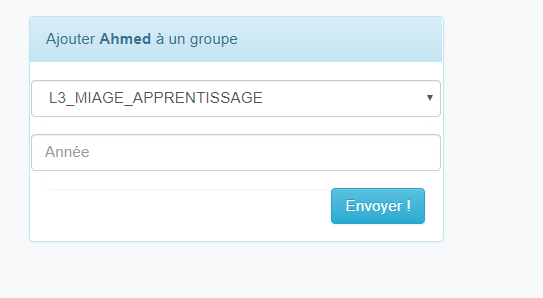 Ajouter Ahmed à un groupe
L3_MIAGE_APPRENTISSAGE
Année
Envoyer !